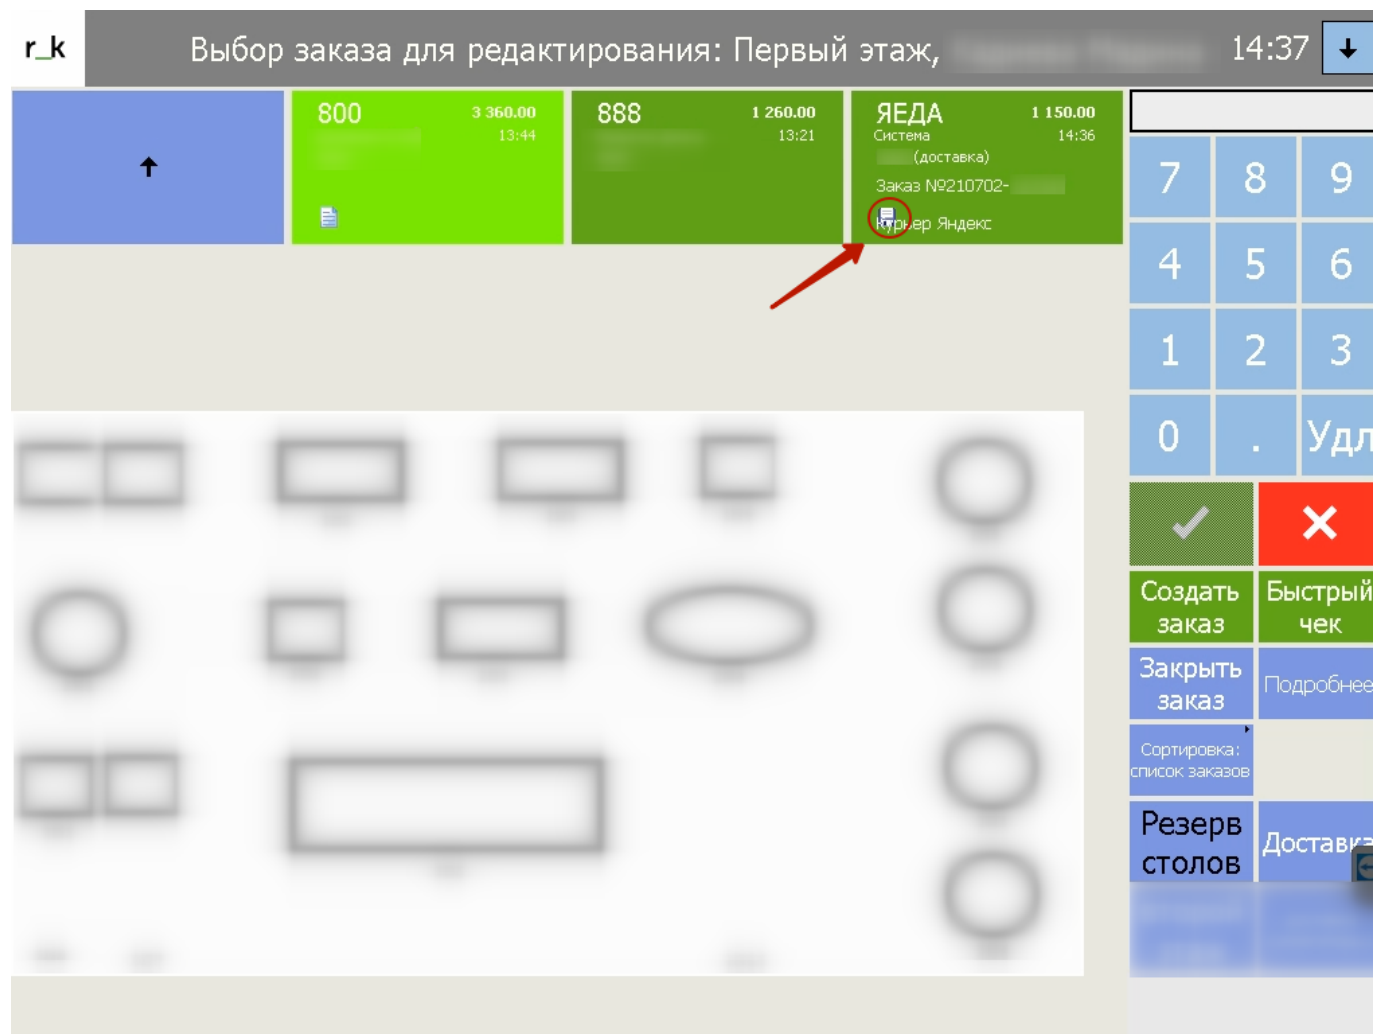 r_k
Выбор заказа для редактирования: Первый этаж,
14:37
800
3 360.00
13:44
888
1 260.00
13:21
ЯЕДА
1 150.00
Система
14:36
(доставка)
Заказ №210702-
Курьер Яндекс
7 8 9
4 5 6
1 2 3
0 . Удл
Создать
заказ
Быстрый
чек
Закрыть
заказ
Подробнее
Сортировка:
список заказов
Резерв
столов
Доставка